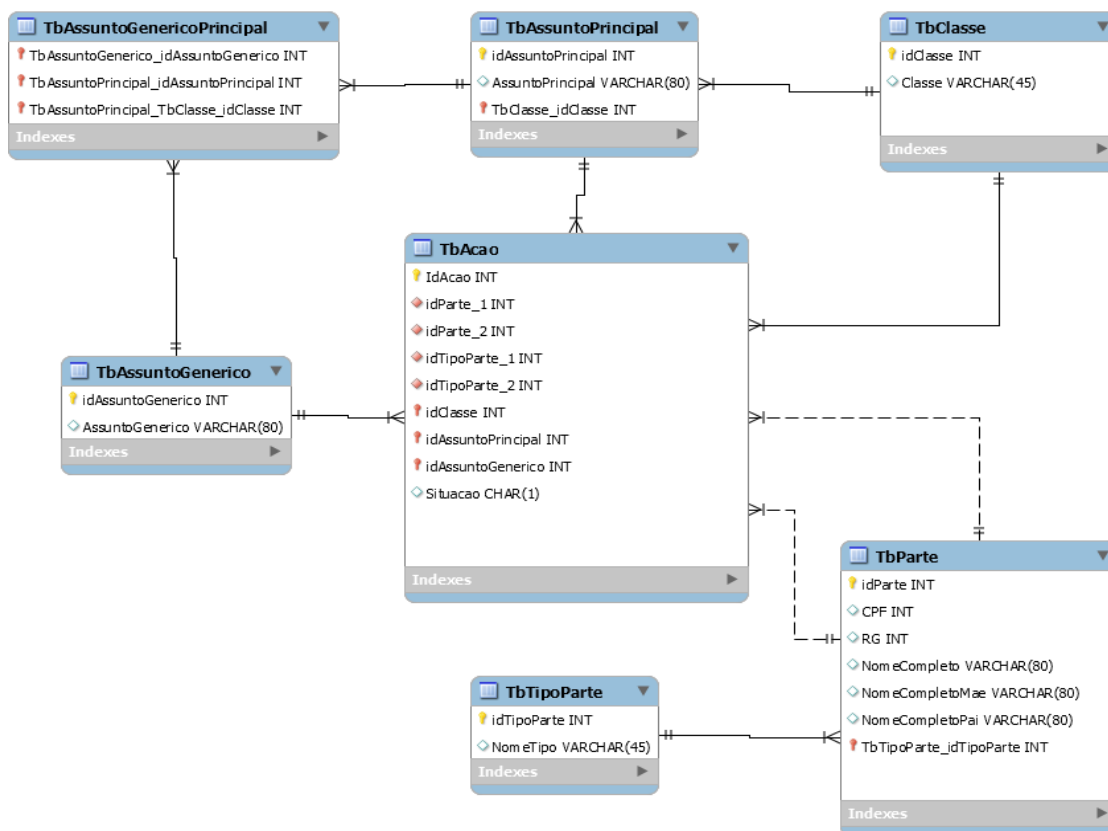 TbAssuntoGenericoPrincipal
TbAssuntoGenerico_idAssuntoGenerico INT
TbAssuntoPrincipal_idAssuntoPrincipal INT
TbAssuntoPrincipal_TbClasse_idClasse INT
Indexes
TbAssuntoPrincipal
idAssuntoPrincipal INT
AssuntoPrincipal VARCHAR(80)
TbClasse_idClasse INT
Indexes
TbClasse
idClasse INT
Classe VARCHAR(45)
Indexes
TbAcao
IdAcao INT
idParte_1 INT
idParte_2 INT
idTipoParte_1 INT
idTipoParte_2 INT
idClasse INT
idAssuntoPrincipal INT
idAssuntoGenerico INT
Situacao CHAR(1)
Indexes
TbAssuntoGenerico
idAssuntoGenerico INT
AssuntoGenerico VARCHAR(80)
Indexes
TbParte
idParte INT
CPF INT
RG INT
NomeCompleto VARCHAR(80)
NomeCompletoMae VARCHAR(80)
NomeCompletoPai VARCHAR(80)
TbTipoParte_idTipoParte INT
Indexes
TbTipoParte
idTipoParte INT
NomeTipo VARCHAR(45)
Indexes